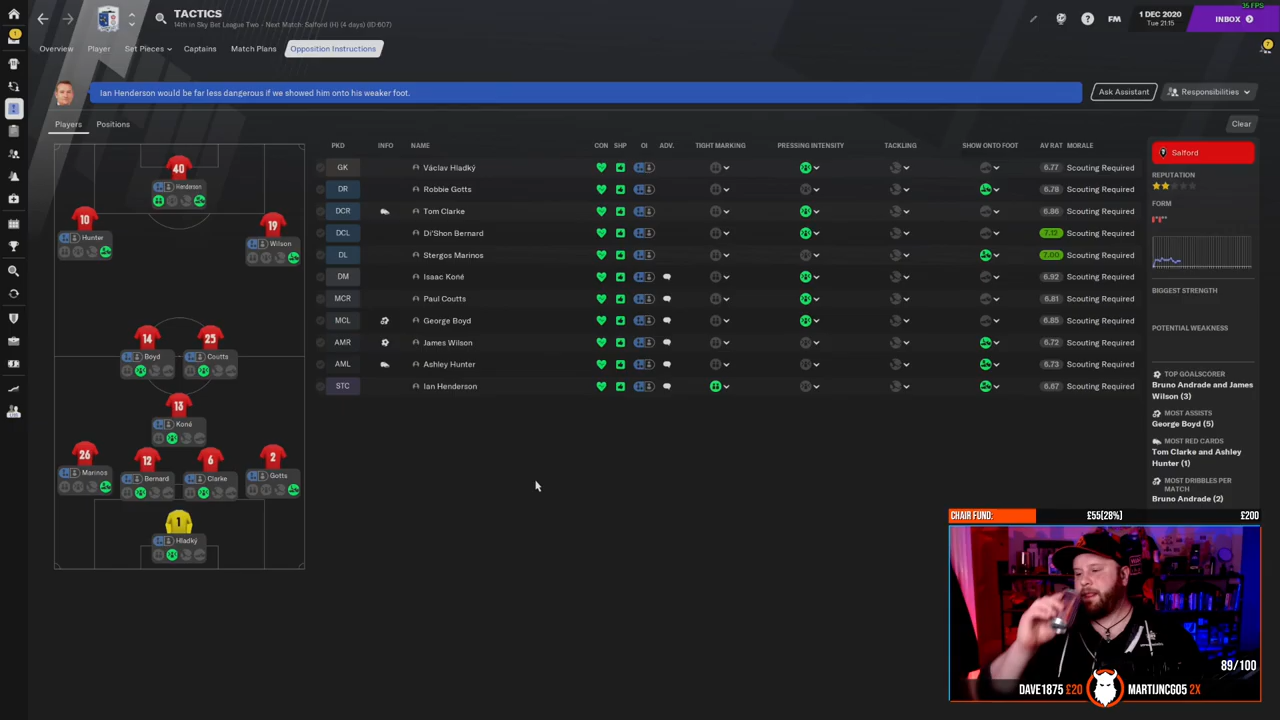 TACTICS
14th in Sky Bet League Two - Next Match: Salford (H) (4 days) (ID:607)
35 FPS
FM
1 DEC 2020
Tue 21:15
INBOX
Overview
Player
Set Pieces
Captains
Match Plans
Opposition Instructions
Ian Henderson would be far less dangerous if we showed him onto his weaker foot.
Ask Assistant
Responsibilities
Players
Positions
Clear
PKD INFO NAME CON SHP OI ADV. TIGHT MARKING PRESSING INTENSITY TACKLING SHOW ONTO FOOT AV RAT MORALE
GK Václav Hladký 6.77 Scouting Required
DR Robbie Gotts 6.78 Scouting Required
DCR Tom Clarke 6.86 Scouting Required
DCL Di'Shon Bernard 7.12 Scouting Required
DL Stergos Marinos 7.00 Scouting Required
DM Isaac Koné 6.92 Scouting Required
MCR Paul Coutts 6.81 Scouting Required
MCL George Boyd 6.85 Scouting Required
AMR James Wilson 6.72 Scouting Required
AML Ashley Hunter 6.73 Scouting Required
STC Ian Henderson 6.87 Scouting Required
40
Henderson
10
Hunter
19
Wilson
14
Boyd
25
Coutts
13
Koné
26
Marinos
12
Bernard
6
Clarke
2
Gotts
1
Hladký
Salford
REPUTATION
FORM
BIGGEST STRENGTH
POTENTIAL WEAKNESS
TOP GOALSCORER
Bruno Andrade and James
Wilson (3)
MOST ASSISTS
George Boyd (5)
MOST RED CARDS
Tom Clarke and Ashley
Hunter (1)
MOST DRIBBLES PER
MATCH
Bruno Andrade (2)
CHAIR FUND: £55(28%) £200
89/100
DAVE1875 £20
MARTIJNCG05 2X